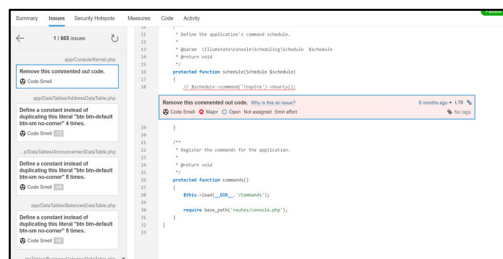 Summary Issues Security Hotspots Measures Code Activity
1 / 665 issues
app/Console/Kernel.php
Remove this commented out code.
Code Smell
app/DataTables/AddressDataTable.php
Define a constant instead of
duplicating this literal "btn btn-default
btn-sm no-corner" 4 times.
Code Smell
...p/DataTables/AnnouncementDataTable.php
Define a constant instead of
duplicating this literal "btn btn-default
btn-sm no-corner" 5 times.
Code Smell
app/DataTables/BalancesDataTable.php
Define a constant instead of
duplicating this literal "btn btn-default
btn-sm no-corner" 5 times.
Code Smell
/**
11 * Define the application's command schedule.
12 *
13 * @param \Illuminate\Console\Scheduling\Schedule $schedule
14 * @return void
15 */
16 protected function schedule(Schedule $schedule)
17 {
18 // $schedule->command('inspire')->hourly();
Remove this commented out code. Why is this an issue? 6 months ago L18
Code Smell Major Open Not assigned 5min effort No tags
19 }
20
21 /**
22 * Register the commands for the application.
23 *
24 * @return void
25 */
26 protected function commands()
27 {
28 $this->load(__DIR__.'/Commands');
29
30 require base_path('routes/console.php');
31 }
32 }
33